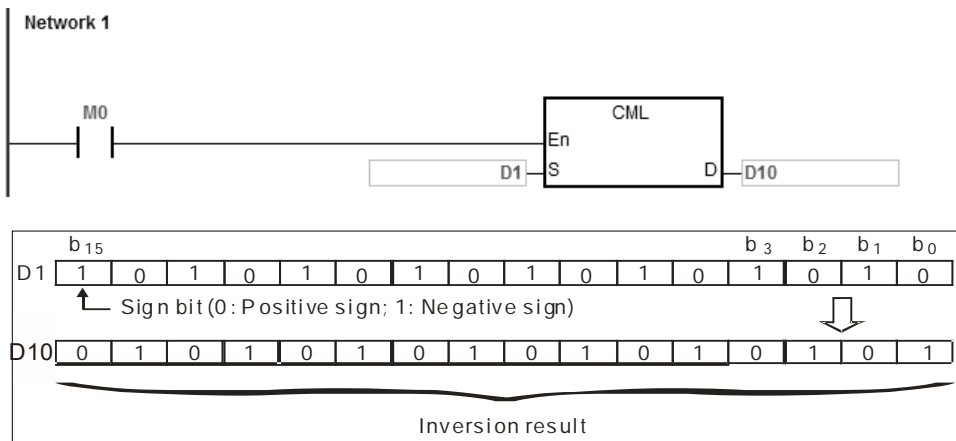 Network 1
M0
CML
En
D1 S D D10
b15 b3 b2 b1 b0
D1 1 0 1 0 1 0 1 0 1 0 1 0 1 0 1 0
Sign bit (0: Positive sign; 1: Negative sign)
D10 0 1 0 1 0 1 0 1 0 1 0 1 0 1 0 1
Inversion result